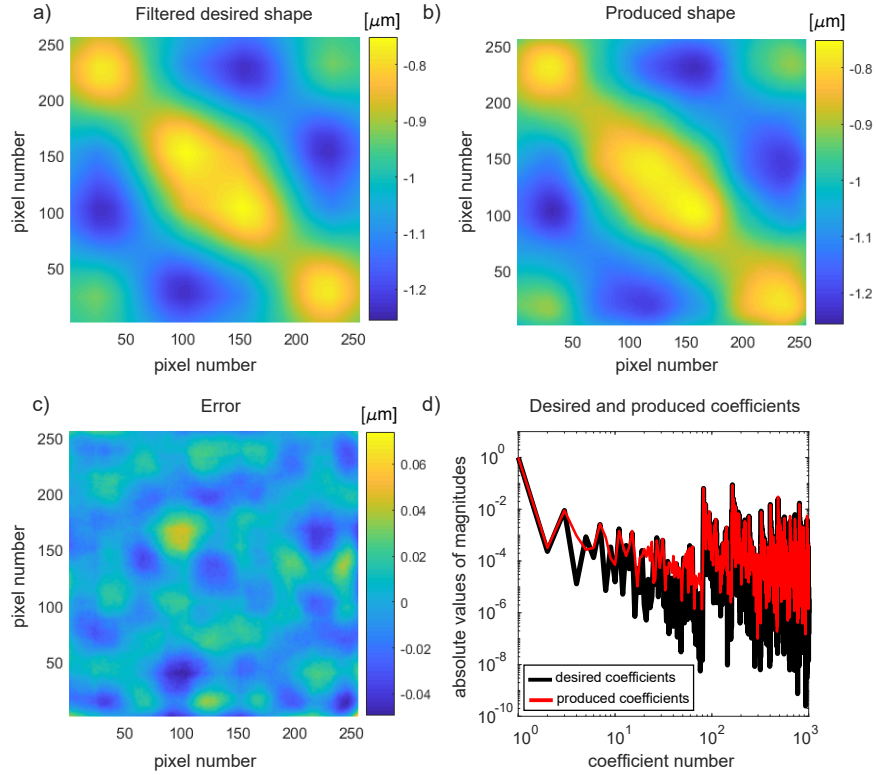 a)
Filtered desired shape
[μm]
250
200
150
100
50
pixel number
50
100
150
200
250
pixel number
-0.8
-0.9
-1
-1.1
-1.2
b)
Produced shape
[μm]
250
200
150
100
50
pixel number
50
100
150
200
250
pixel number
-0.8
-0.9
-1
-1.1
-1.2
c)
Error
[μm]
250
200
150
100
50
pixel number
50
100
150
200
250
pixel number
0.06
0.04
0.02
0
-0.02
-0.04
d)
Desired and produced coefficients
10^0
10^-2
10^-4
10^-6
10^-8
10^-10
absolute values of magnitudes
desired coefficients
produced coefficients
10^0
10^1
10^2
10^3
coefficient number